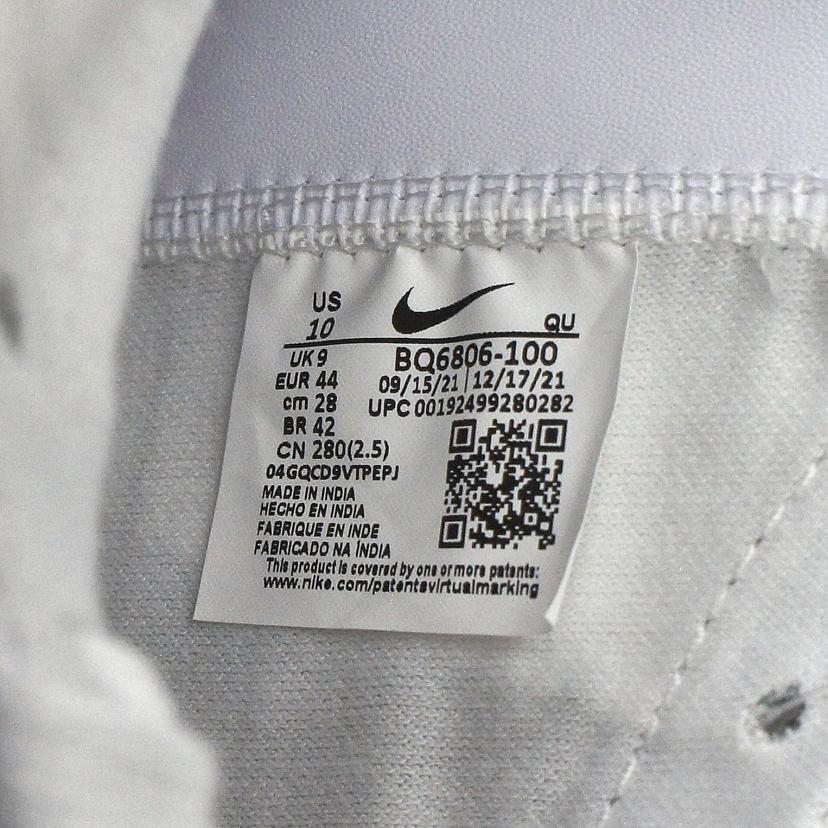 US
10
QU
UK 9
BQ6806-100
EUR 44
09/15/21 | 12/17/21
cm 28
UPC 00192499280282
BR 42
CN 280(2.5)
04GQCD9VTPEPJ
MADE IN INDIA
HECHO EN INDIA
FABRIQUE EN INDE
FABRICADO NA ÍNDIA
This product is covered by one or more patents:
www.nike.com/patentsvirtualmarking